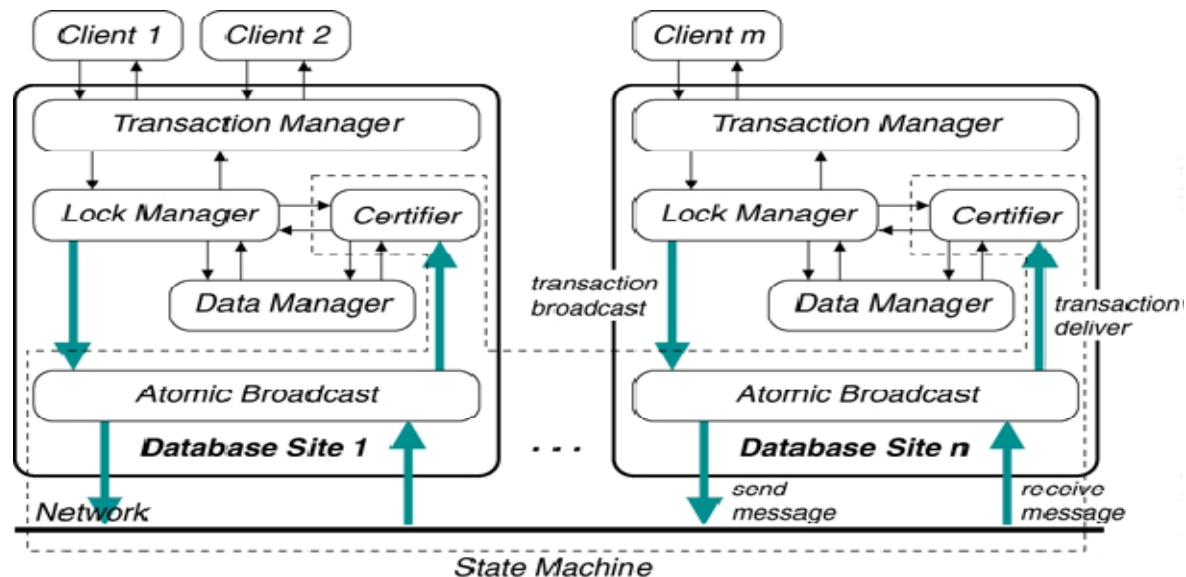 Client 1
Client 2
Client m
Transaction Manager
Transaction Manager
Lock Manager
Certifier
Lock Manager
Certifier
Data Manager
transaction
broadcast
Data Manager
transaction
deliver
Atomic Broadcast
Atomic Broadcast
Database Site 1
. . .
Database Site n
Network
send
message
receive
message
State Machine